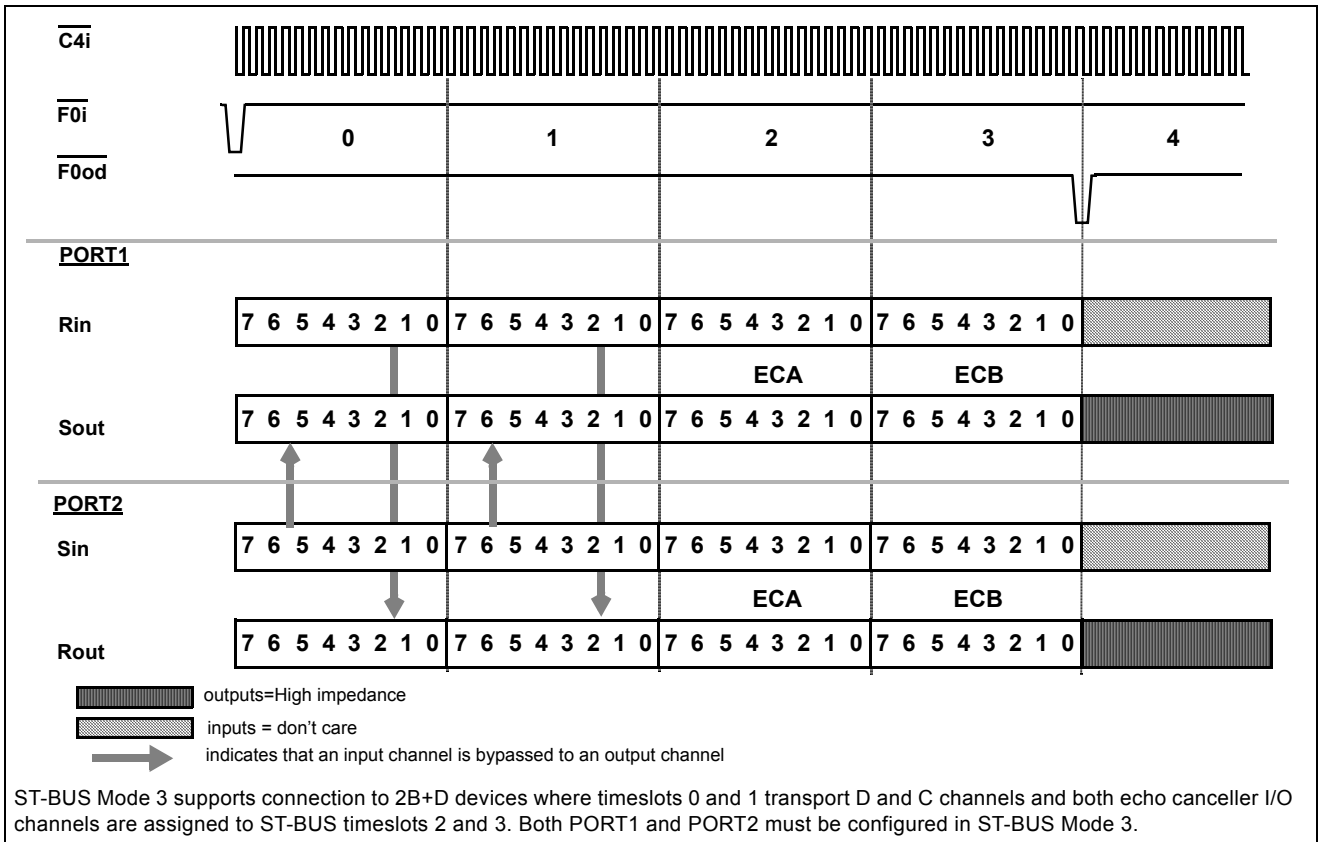 C4i
F0i
0 1 2 3 4
F0od
PORT1
Rin 7 6 5 4 3 2 1 0 7 6 5 4 3 2 1 0 7 6 5 4 3 2 1 0 7 6 5 4 3 2 1 0
ECA ECB
Sout 7 6 5 4 3 2 1 0 7 6 5 4 3 2 1 0 7 6 5 4 3 2 1 0 7 6 5 4 3 2 1 0
PORT2
Sin 7 6 5 4 3 2 1 0 7 6 5 4 3 2 1 0 7 6 5 4 3 2 1 0 7 6 5 4 3 2 1 0
ECA ECB
Rout 7 6 5 4 3 2 1 0 7 6 5 4 3 2 1 0 7 6 5 4 3 2 1 0 7 6 5 4 3 2 1 0
outputs=High impedance
inputs = don't care
indicates that an input channel is bypassed to an output channel
ST-BUS Mode 3 supports connection to 2B+D devices where timeslots 0 and 1 transport D and C channels and both echo canceller I/O
channels are assigned to ST-BUS timeslots 2 and 3. Both PORT1 and PORT2 must be configured in ST-BUS Mode 3.